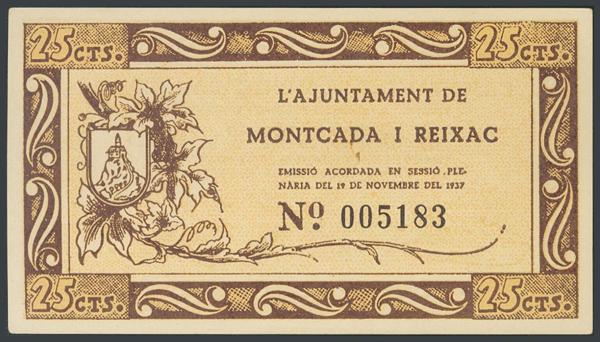 25 CTS. 25 CTS.
L'AJUNTAMENT DE
MONTCADA I REIXAC
EMISSIÓ ACORDADA EN SESSIÓ PLE-
NÀRIA DEL 19 DE NOVEMBRE DEL 1937
Nº. 005183
25 CTS. 25 CTS.